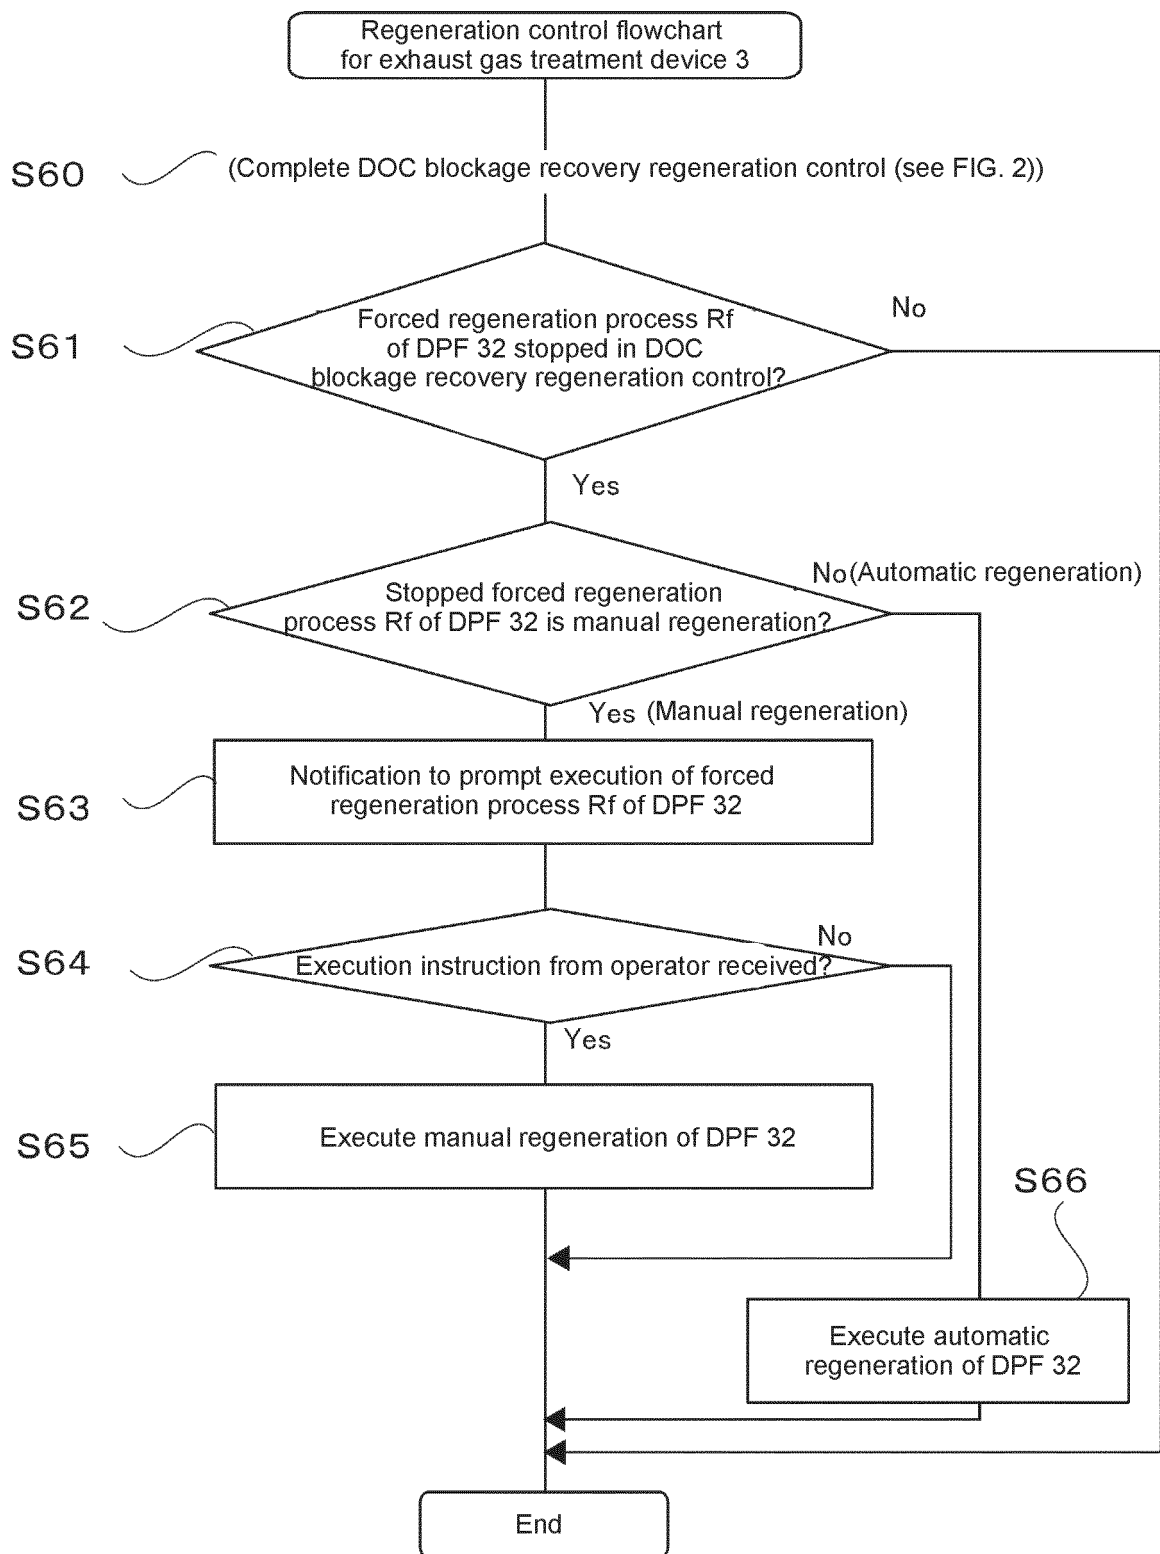 Regeneration control flowchart
for exhaust gas treatment device 3
S60
(Complete DOC blockage recovery regeneration control (see FIG. 2))
S61
Forced regeneration process Rf
of DPF 32 stopped in DOC
blockage recovery regeneration control?
No
Yes
S62
Stopped forced regeneration
process Rf of DPF 32 is manual regeneration?
No (Automatic regeneration)
Yes (Manual regeneration)
S63
Notification to prompt execution of forced
regeneration process Rf of DPF 32
S64
Execution instruction from operator received?
No
Yes
S65
Execute manual regeneration of DPF 32
S66
Execute automatic
regeneration of DPF 32
End